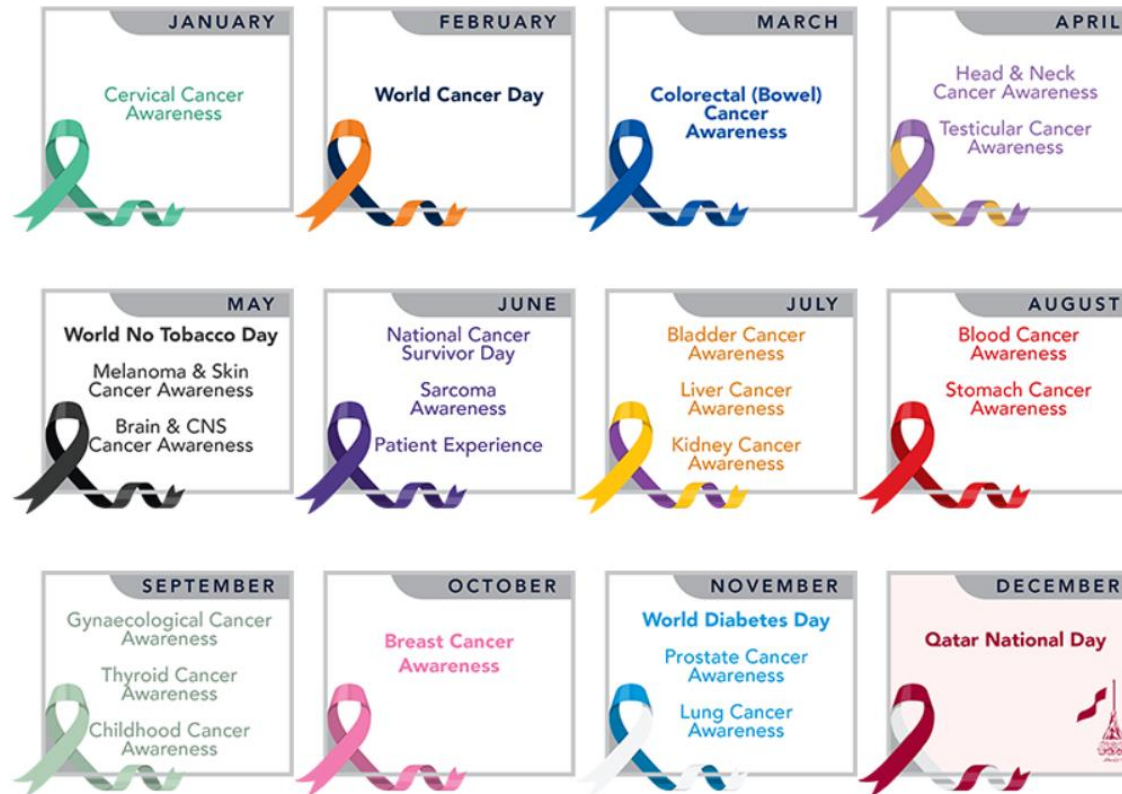 JANUARY
Cervical Cancer
Awareness
FEBRUARY
World Cancer Day
MARCH
Colorectal (Bowel)
Cancer
Awareness
APRIL
Head & Neck
Cancer Awareness
Testicular Cancer
Awareness
MAY
World No Tobacco Day
Melanoma & Skin
Cancer Awareness
Brain & CNS
Cancer Awareness
JUNE
National Cancer
Survivor Day
Sarcoma
Awareness
Patient Experience
JULY
Bladder Cancer
Awareness
Liver Cancer
Awareness
Kidney Cancer
Awareness
AUGUST
Blood Cancer
Awareness
Stomach Cancer
Awareness
SEPTEMBER
Gynaecological Cancer
Awareness
Thyroid Cancer
Awareness
Childhood Cancer
Awareness
OCTOBER
Breast Cancer
Awareness
NOVEMBER
World Diabetes Day
Prostate Cancer
Awareness
Lung Cancer
Awareness
DECEMBER
Qatar National Day